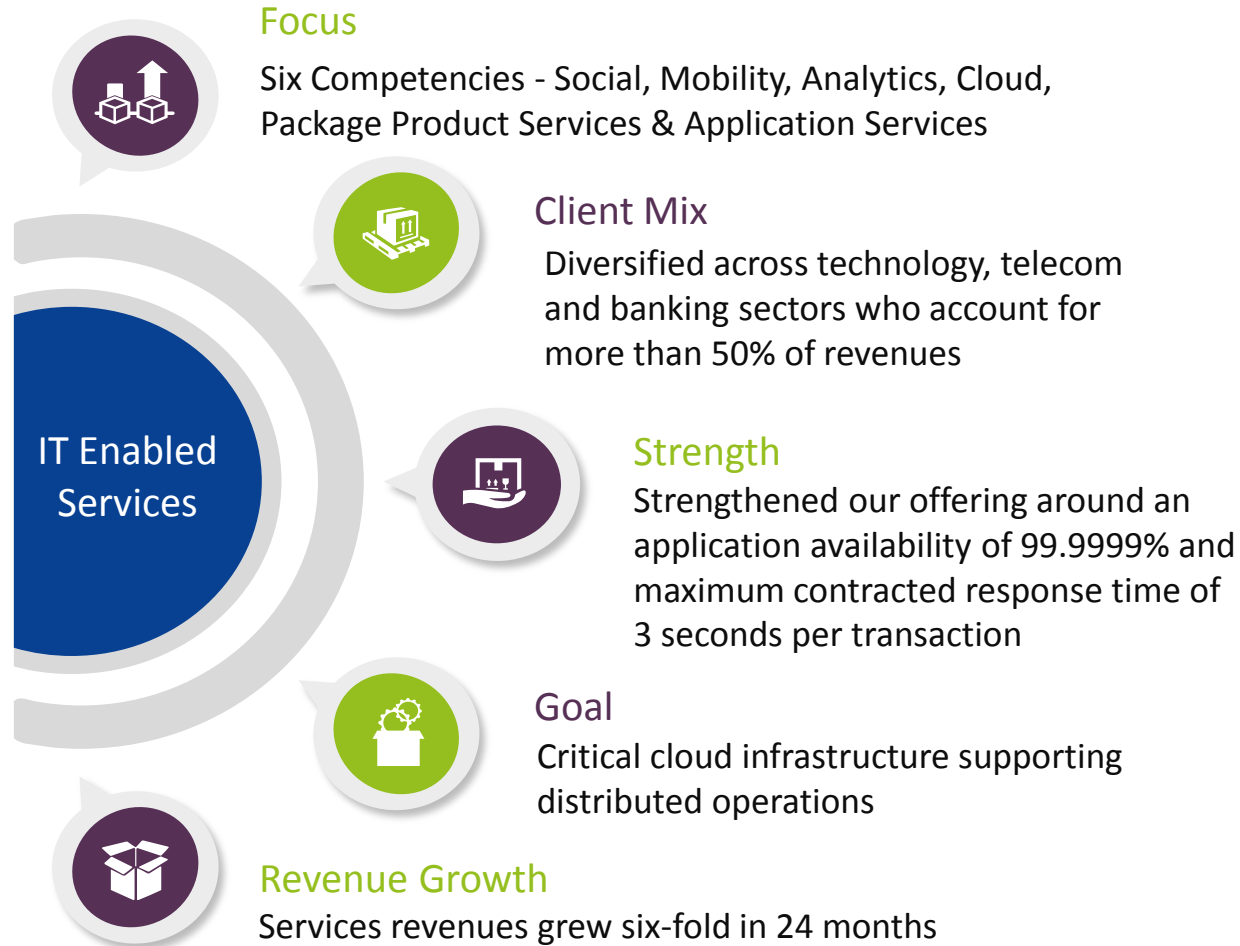 Focus
Six Competencies - Social, Mobility, Analytics, Cloud,
Package Product Services & Application Services
Client Mix
Diversified across technology, telecom
and banking sectors who account for
more than 50% of revenues
IT Enabled
Services
Strength
Strengthened our offering around an
application availability of 99.9999% and
maximum contracted response time of
3 seconds per transaction
Goal
Critical cloud infrastructure supporting
distributed operations
Revenue Growth
Services revenues grew six-fold in 24 months